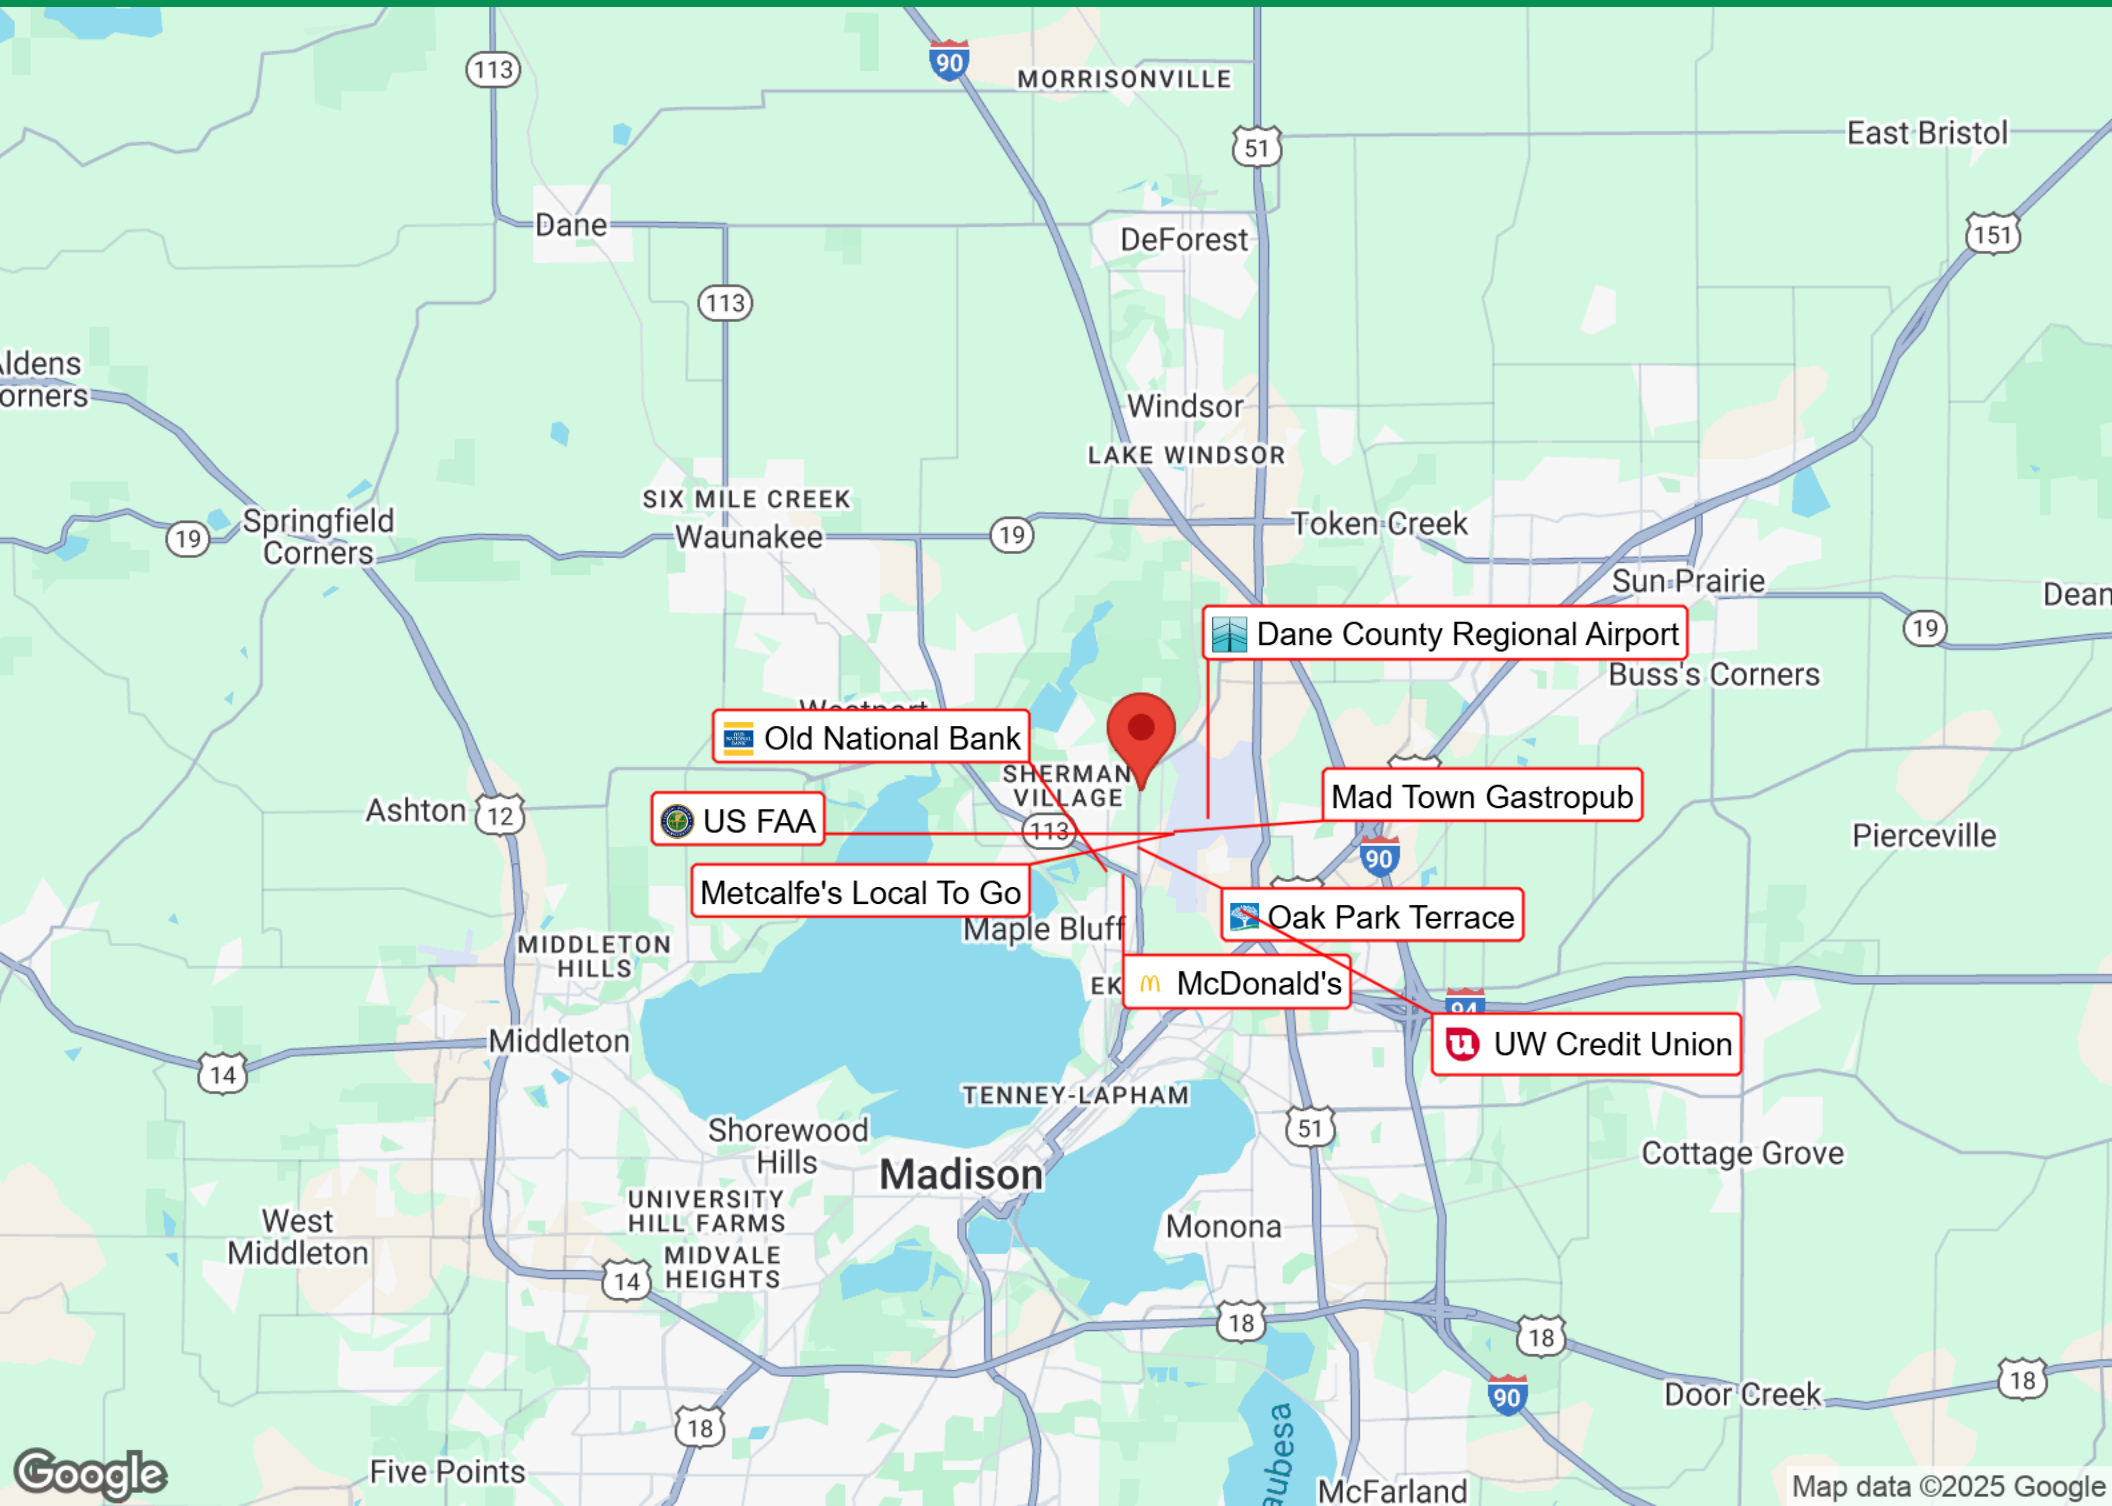 113
90
MORRISONVILLE
51
East Bristol
Dane
DeForest
151
113
Windsor
LAKE WINDSOR
SIX MILE CREEK
Waunakee
19
Springfield
Corners
19
Token Creek
Sun Prairie
19
Dane County Regional Airport
Buss's Corners
Old National Bank
SHERMAN
VILLAGE
Mad Town Gastropub
US FAA
Ashton
12
113
Pierceville
90
Metcalfe's Local To Go
Oak Park Terrace
Maple Bluff
MIDDLETON
HILLS
McDonald's
UW Credit Union
Middleton
14
TENNEY-LAPHAM
51
Shorewood
Hills
Madison
Cottage Grove
UNIVERSITY
HILL FARMS
West
Middleton
Monona
MIDVALE
HEIGHTS
14
18
18
18
90
Door Creek
18
Five Points
McFarland
Google
Map data ©2025 Google